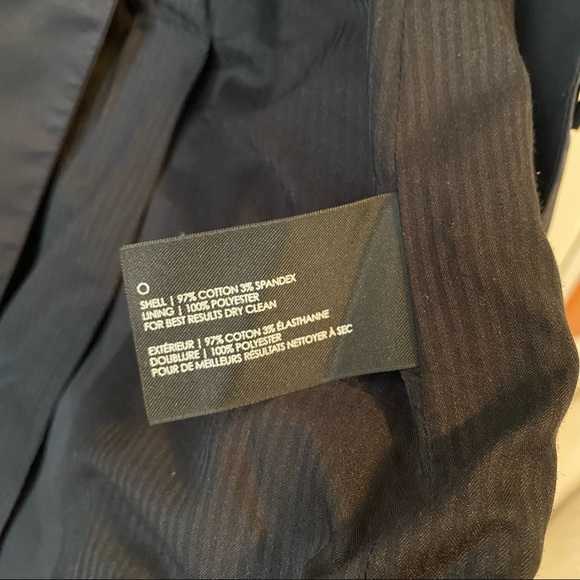 O
SHELL | 97% COTTON 3% SPANDEX
LINING | 100% POLYESTER
FOR BEST RESULTS DRY CLEAN
EXTÉRIEUR | 97% COTON 3% ÉLASTHANNE
DOUBLURE | 100% POLYESTER
POUR DE MEILLEURS RÉSULTATS NETTOYER À SEC